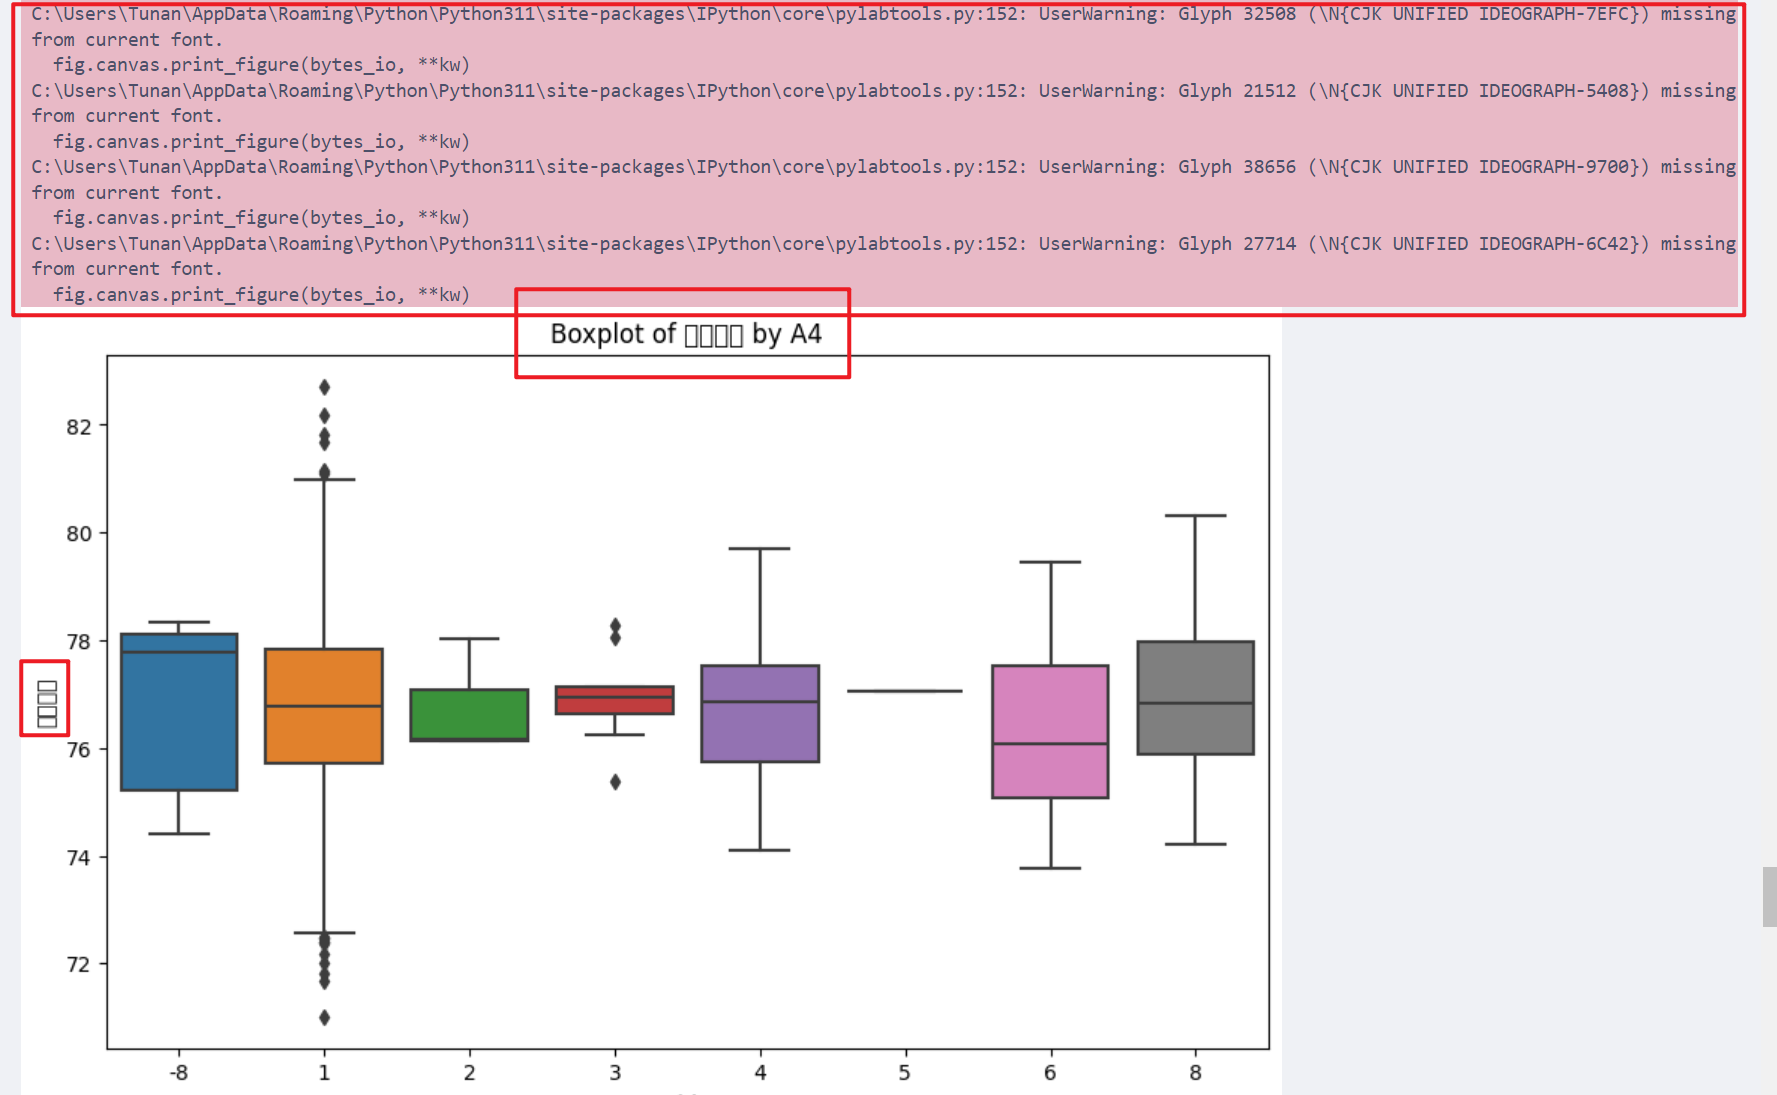 C:\Users\Tunan\AppData\Roaming\Python\Python311\site-packages\IPython\core\pylabtools.py:152: UserWarning: Glyph 32508 (\N{CJK UNIFIED IDEOGRAPH-7EFC}) missing
from current font.
  fig.canvas.print_figure(bytes_io, **kw)
C:\Users\Tunan\AppData\Roaming\Python\Python311\site-packages\IPython\core\pylabtools.py:152: UserWarning: Glyph 21512 (\N{CJK UNIFIED IDEOGRAPH-5408}) missing
from current font.
  fig.canvas.print_figure(bytes_io, **kw)
C:\Users\Tunan\AppData\Roaming\Python\Python311\site-packages\IPython\core\pylabtools.py:152: UserWarning: Glyph 38656 (\N{CJK UNIFIED IDEOGRAPH-9700}) missing
from current font.
  fig.canvas.print_figure(bytes_io, **kw)
C:\Users\Tunan\AppData\Roaming\Python\Python311\site-packages\IPython\core\pylabtools.py:152: UserWarning: Glyph 27714 (\N{CJK UNIFIED IDEOGRAPH-6C42}) missing
from current font.
  fig.canvas.print_figure(bytes_io, **kw)
Boxplot of □□□□ by A4
82
80
78
□□□□
76
74
72
-8 1 2 3 4 5 6 8